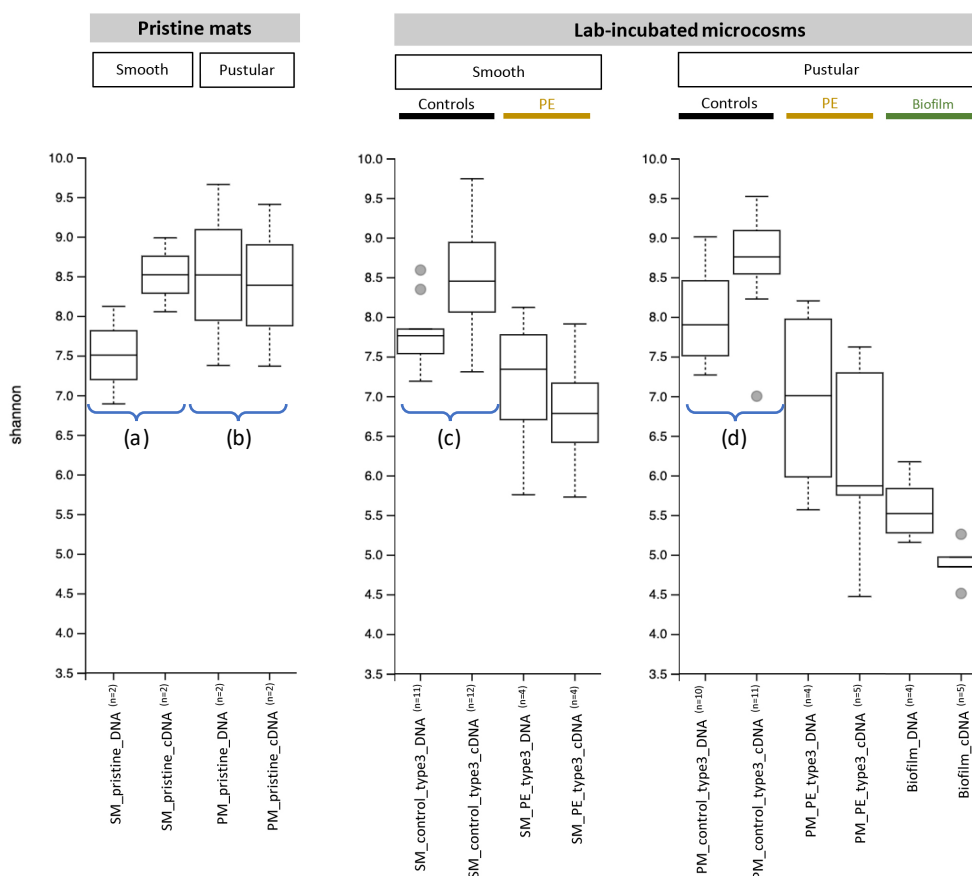 Pristine mats
Lab-incubated microcosms
Smooth
Pustular
Smooth
Pustular
Controls
PE
Controls
PE
Biofilm
shannon
10.0
9.5
9.0
8.5
8.0
7.5
7.0
6.5
6.0
5.5
5.0
4.5
4.0
3.5
(a)
(b)
SM_pristine_DNA (n=2)
SM_pristine_cDNA (n=2)
PM_pristine_DNA (n=2)
PM_pristine_cDNA (n=2)
10.0
9.5
9.0
8.5
8.0
7.5
7.0
6.5
6.0
5.5
5.0
4.5
4.0
3.5
(c)
SM_control_type3_DNA (n=11)
SM_control_type3_cDNA (n=12)
SM_PE_type3_DNA (n=4)
SM_PE_type3_cDNA (n=4)
10.0
9.5
9.0
8.5
8.0
7.5
7.0
6.5
6.0
5.5
5.0
4.5
4.0
3.5
(d)
PM_control_type3_DNA (n=10)
PM_control_type3_cDNA (n=11)
PM_PE_type3_DNA (n=4)
PM_PE_type3_cDNA (n=5)
Biofilm_DNA (n=4)
Biofilm_cDNA (n=5)